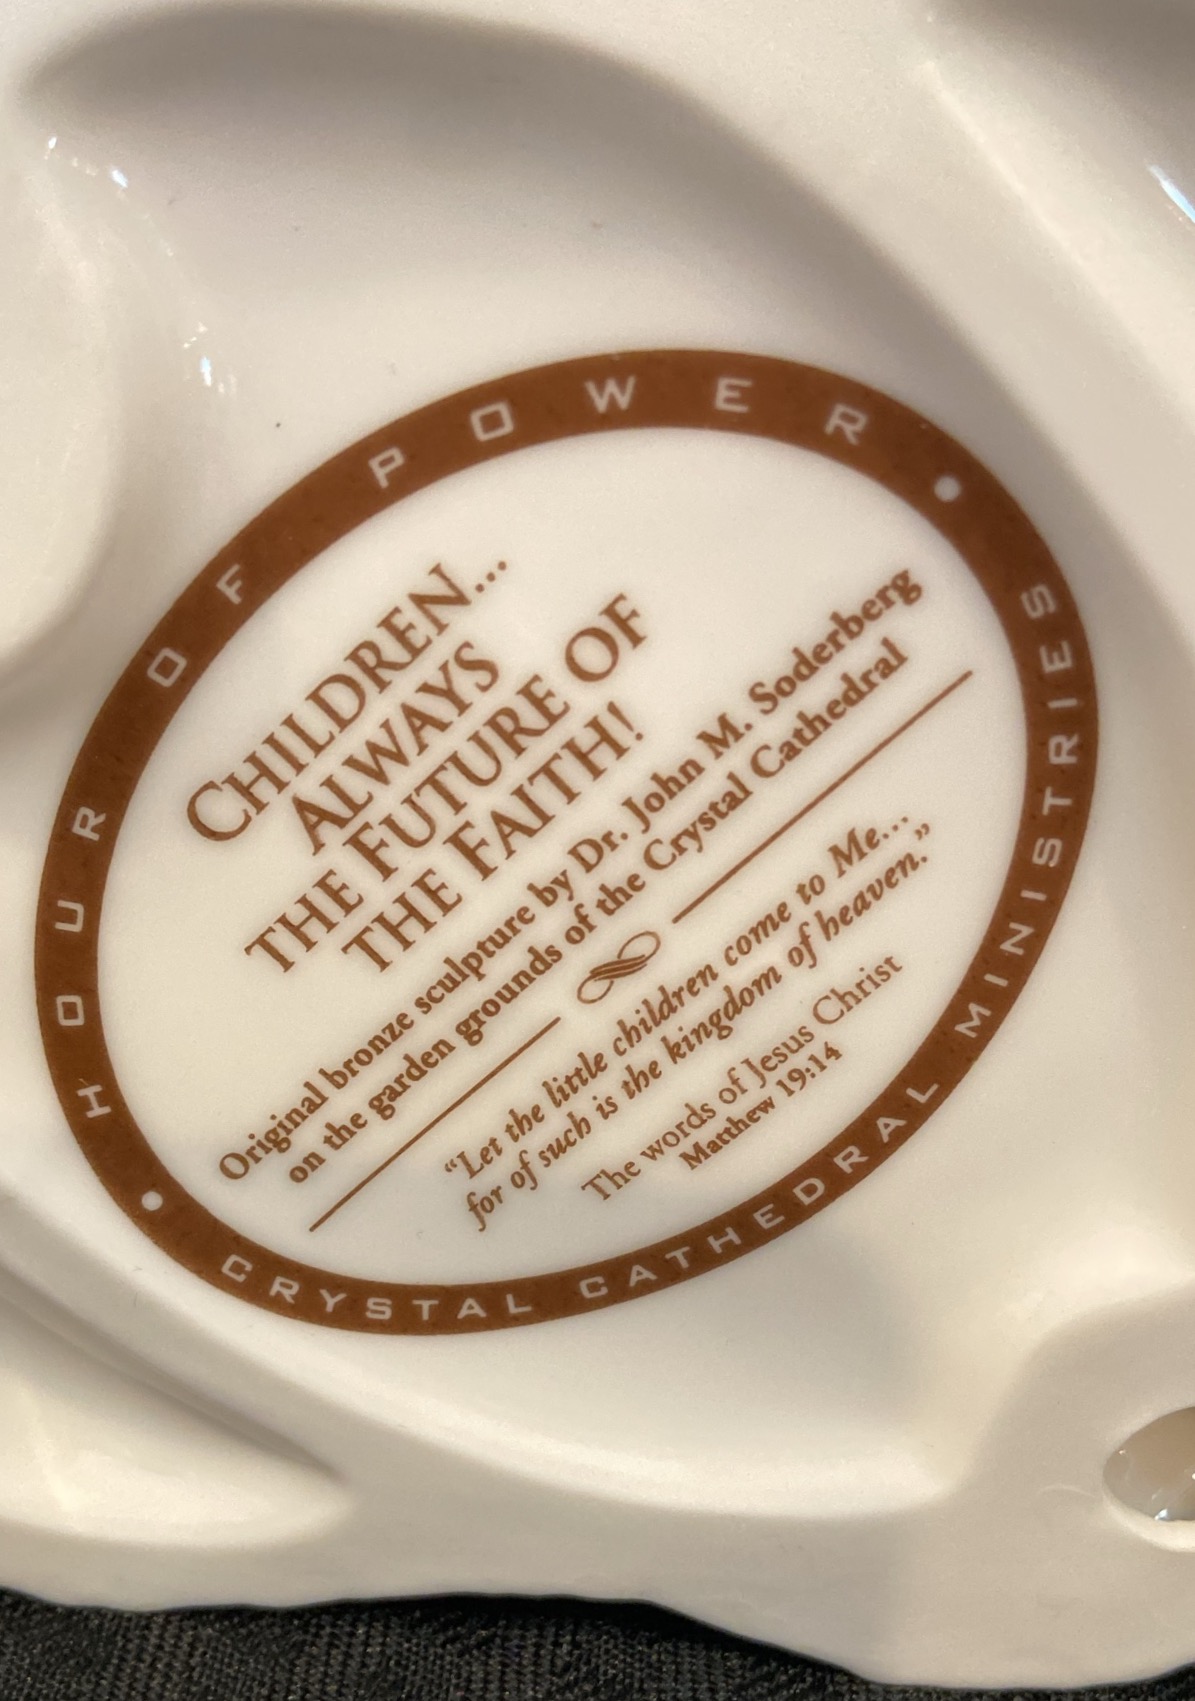 HOUR OF POWER
CHILDREN...
ALWAYS
THE FUTURE OF
THE FAITH!
Original bronze sculpture by Dr. John M. Soderberg
on the garden grounds of the Crystal Cathedral
“Let the little children come to Me...
for of such is the kingdom of heaven.”
The words of Jesus Christ
Matthew 19:14
CRYSTAL CATHEDRAL MINISTRIES